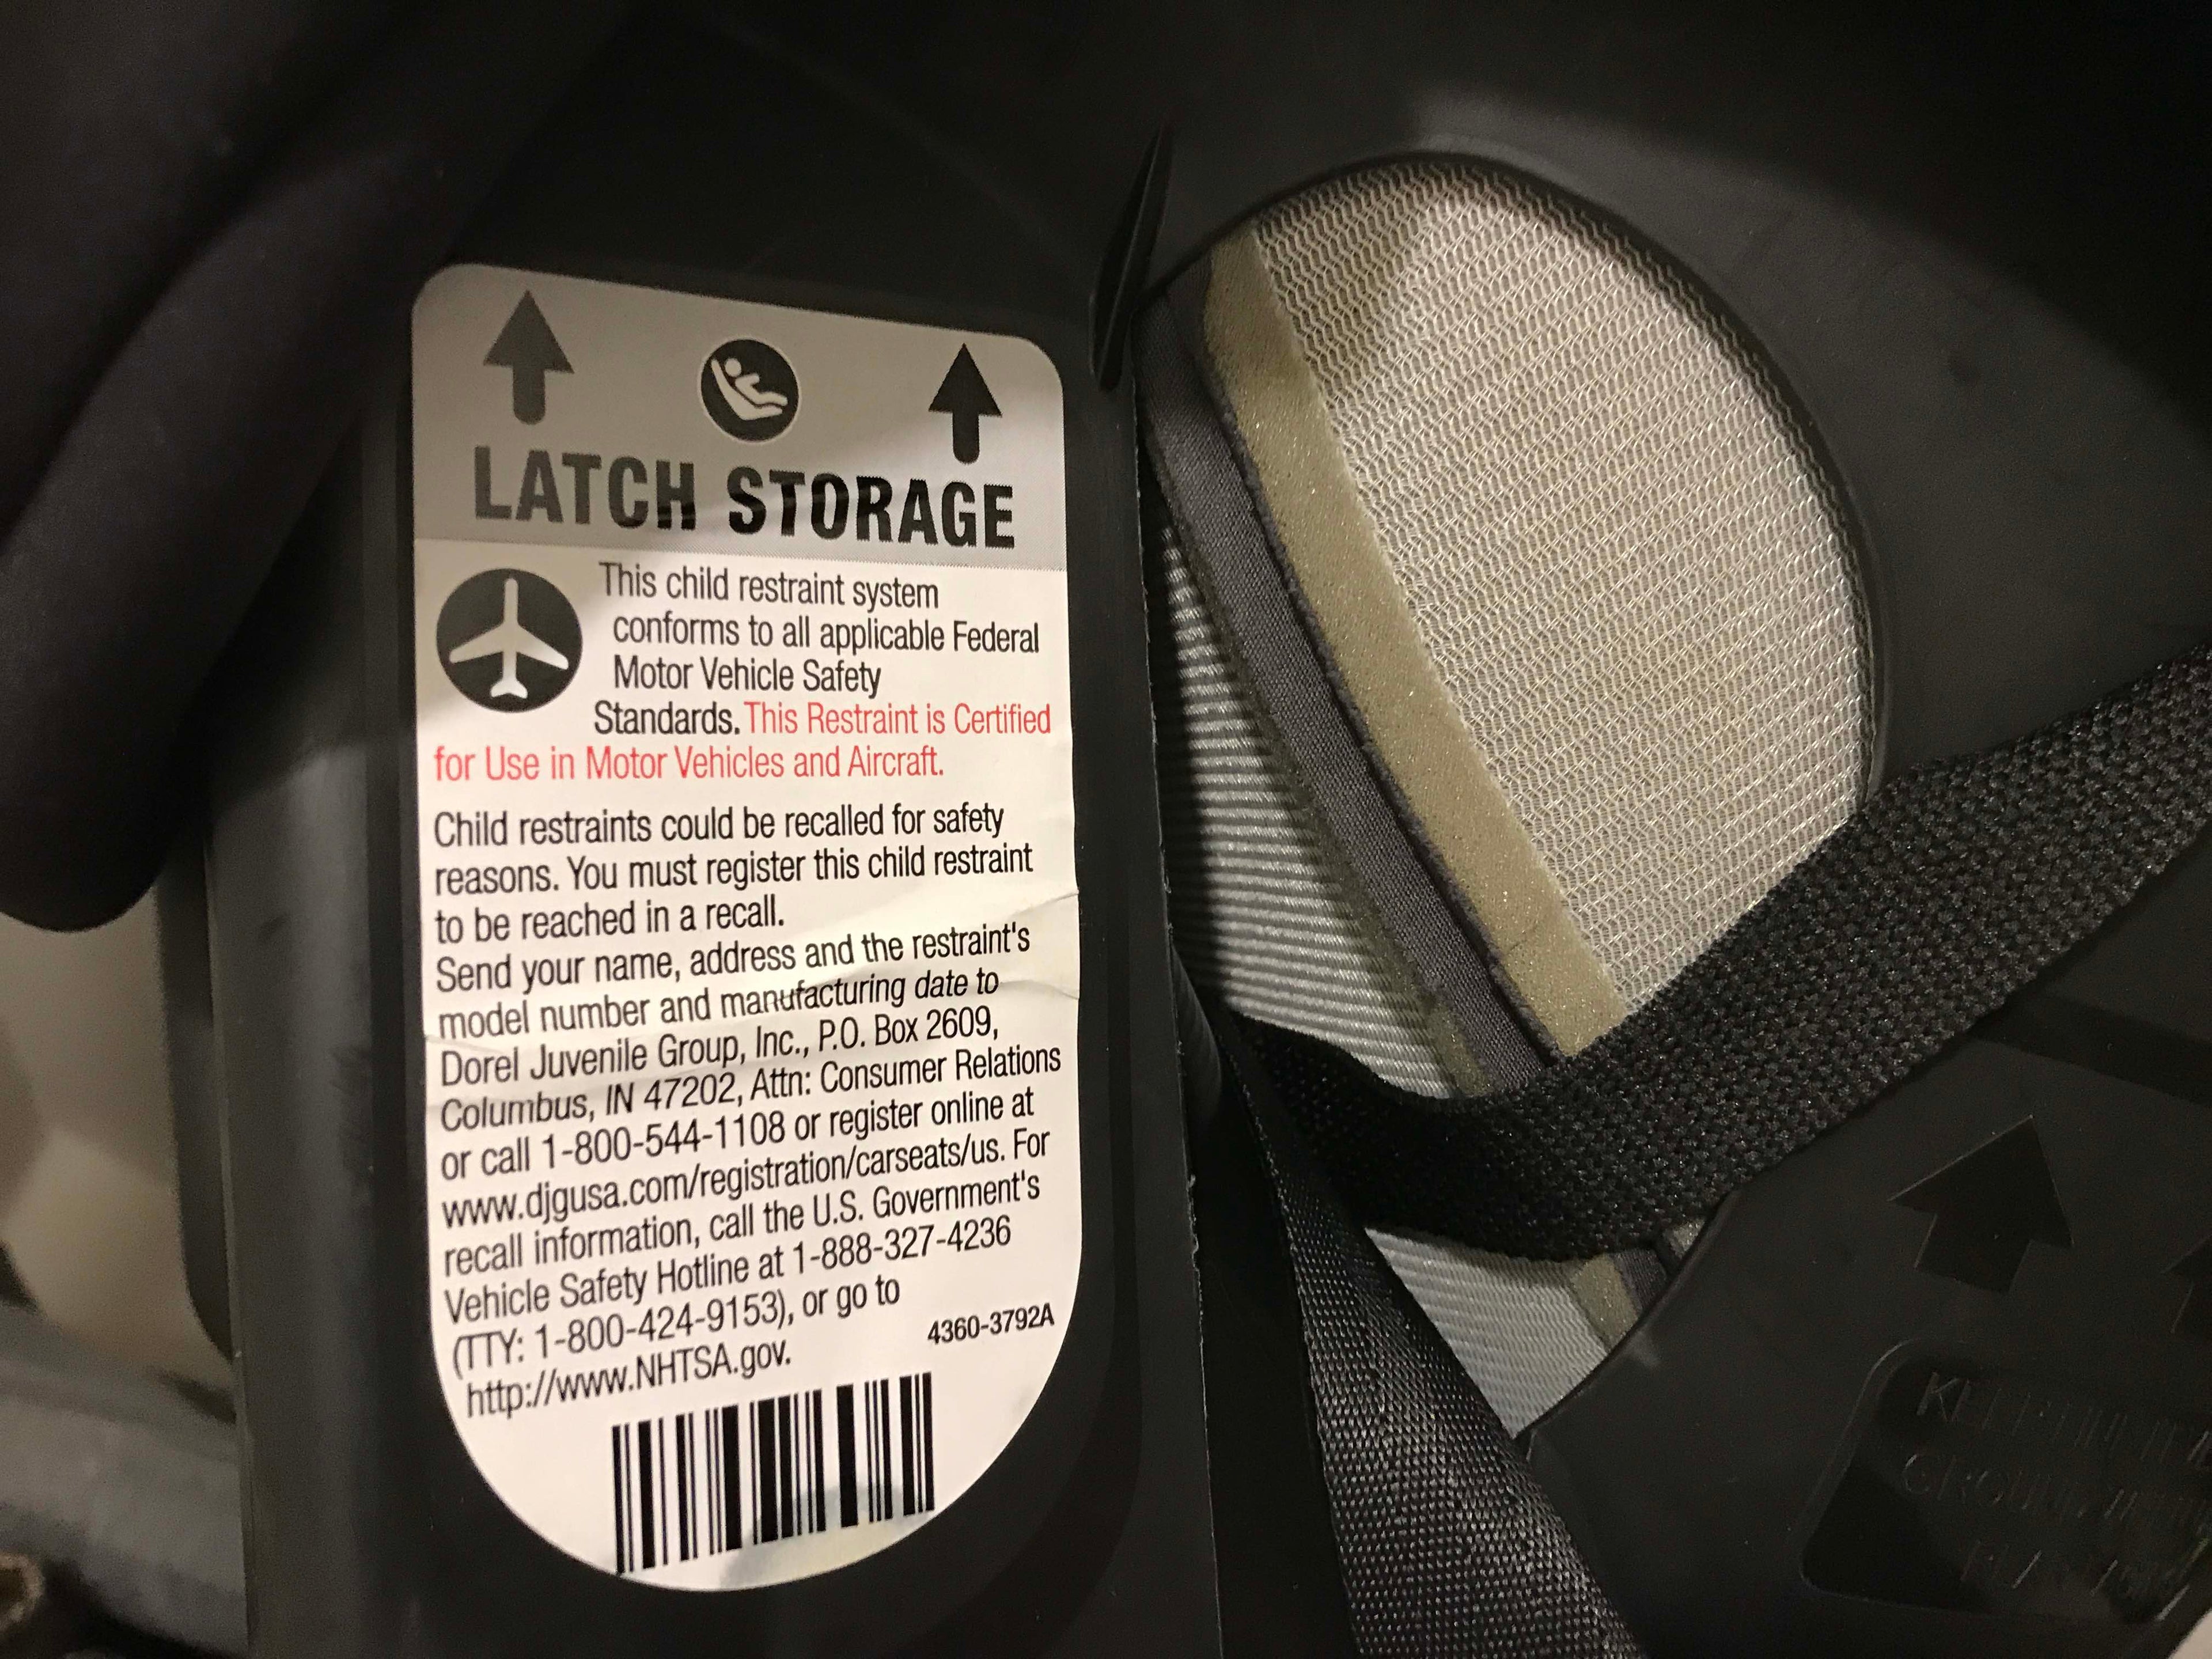 LATCH STORAGE
This child restraint system
conforms to all applicable Federal
Motor Vehicle Safety
Standards. This Restraint is Certified
for Use in Motor Vehicles and Aircraft.
Child restraints could be recalled for safety
reasons. You must register this child restraint
to be reached in a recall.
Send your name, address and the restraint's
model number and manufacturing date to
Dorel Juvenile Group, Inc., P.O. Box 2609,
Columbus, IN 47202, Attn: Consumer Relations
or call 1-800-544-1108 or register online at
www.djgusa.com/registration/carseats/us. For
recall information, call the U.S. Government's
Vehicle Safety Hotline at 1-888-327-4236
(TTY: 1-800-424-9153), or go to
http://www.NHTSA.gov.
4360-3792A